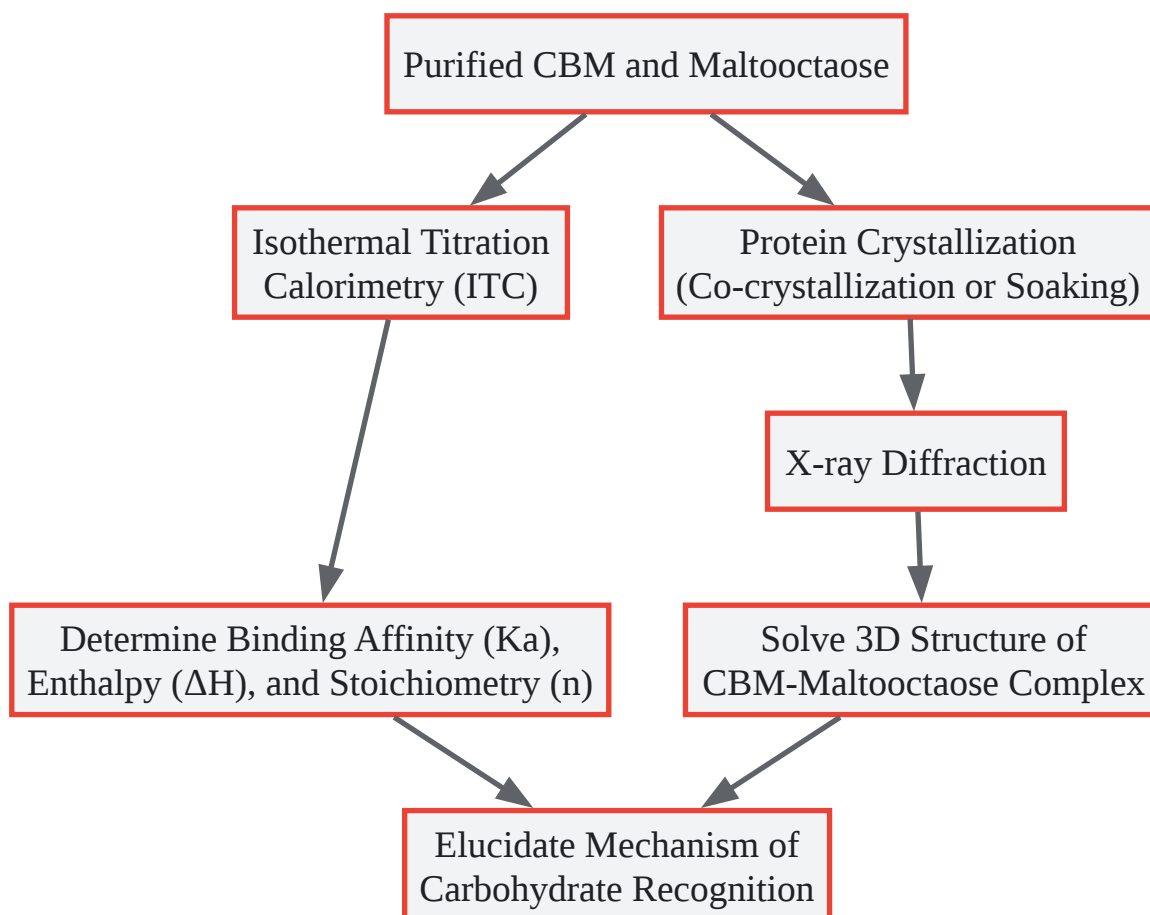 Purified CBM and Maltooctaose
Isothermal Titration
Calorimetry (ITC)
Protein Crystallization
(Co-crystallization or Soaking)
X-ray Diffraction
Determine Binding Affinity (Ka),
Enthalpy (ΔH), and Stoichiometry (n)
Solve 3D Structure of
CBM-Maltooctaose Complex
Elucidate Mechanism of
Carbohydrate Recognition